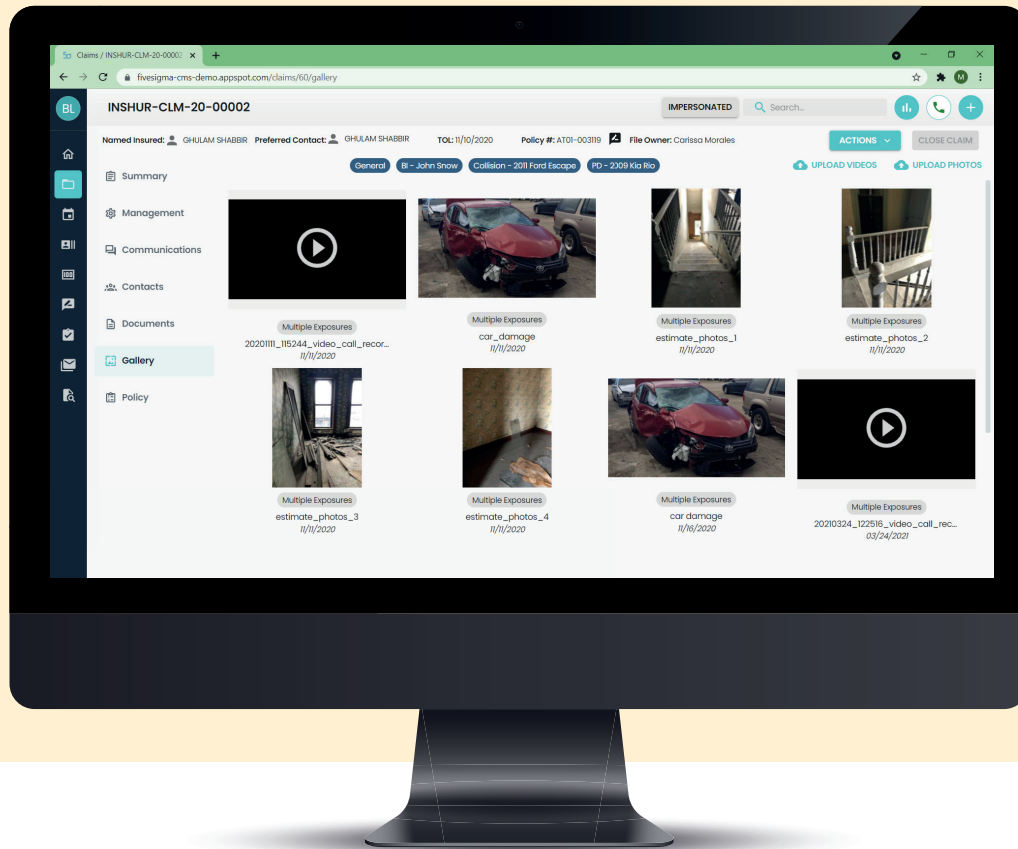 Claims / INSHUR-CLM-20-00002
fivesigma-cms-demo.appspot.com/claims/60/gallery
M
BL
INSHUR-CLM-20-00002
IMPERSONATED
Search...
Named Insured: GHULAM SHABBIR Preferred Contact: GHULAM SHABBIR TOL: 11/10/2020 Policy #: AT01-003119 File Owner: Carissa Morales
ACTIONS
CLOSE CLAIM
General
BI - John Snow
Collision - 2011 Ford Escape
PD - 2009 Kia Rio
UPLOAD VIDEOS
UPLOAD PHOTOS
Summary
Management
Communications
Contacts
Documents
Gallery
Policy
Multiple Exposures
20201111_115244_video_call_recor...
11/11/2020
Multiple Exposures
car_damage
11/11/2020
Multiple Exposures
estimate_photos_1
11/11/2020
Multiple Exposures
estimate_photos_2
11/11/2020
Multiple Exposures
estimate_photos_3
11/11/2020
Multiple Exposures
estimate_photos_4
11/11/2020
Multiple Exposures
car damage
11/16/2020
Multiple Exposures
20210324_122516_video_call_rec...
03/24/2021